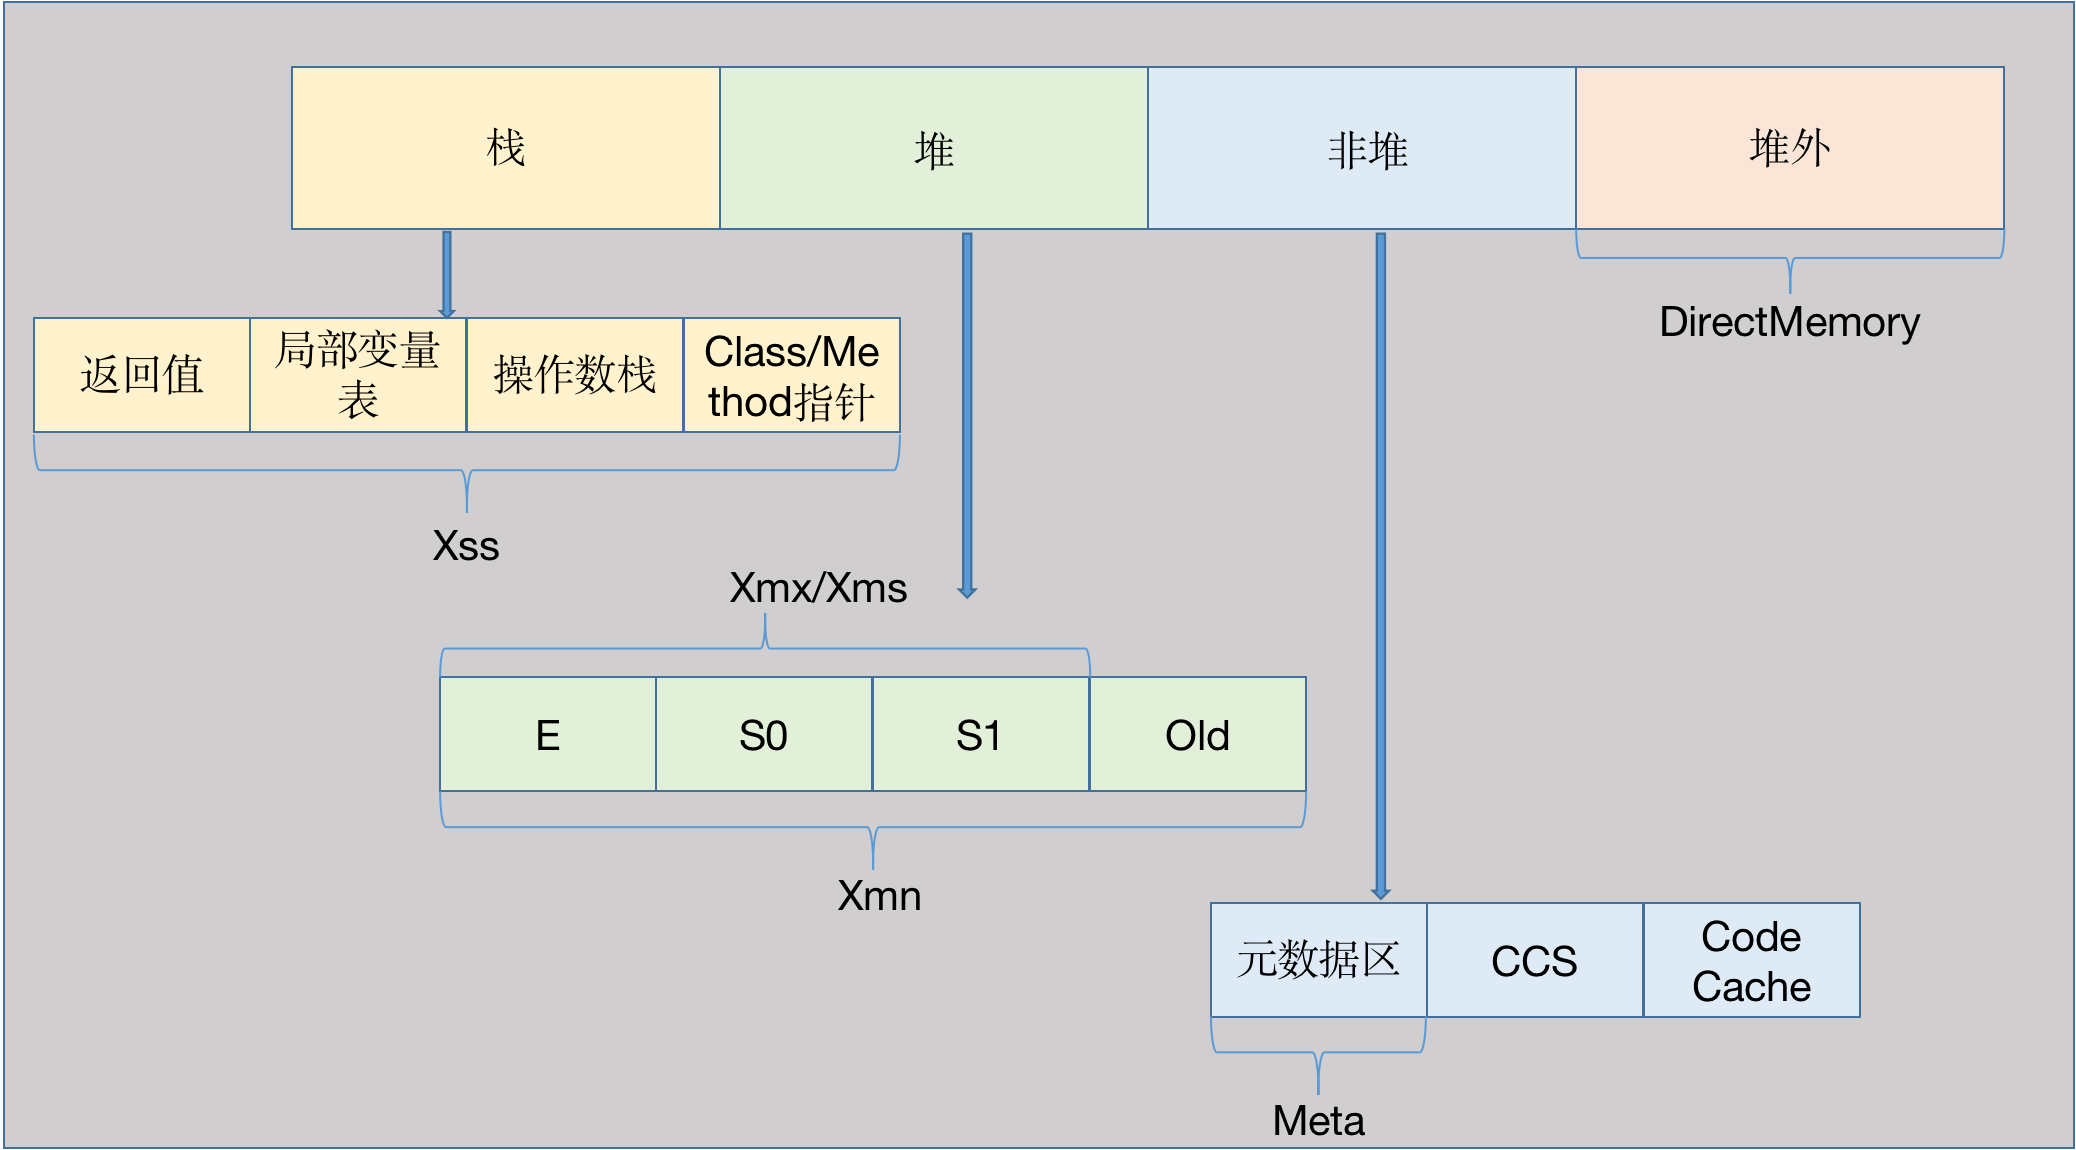 栈
堆
非堆
堆外
DirectMemory
返回值
局部变量
表
操作数栈
Class/Me
thod指针
Xss
Xmx/Xms
E
S0
S1
Old
Xmn
元数据区
CCS
Code
Cache
Meta